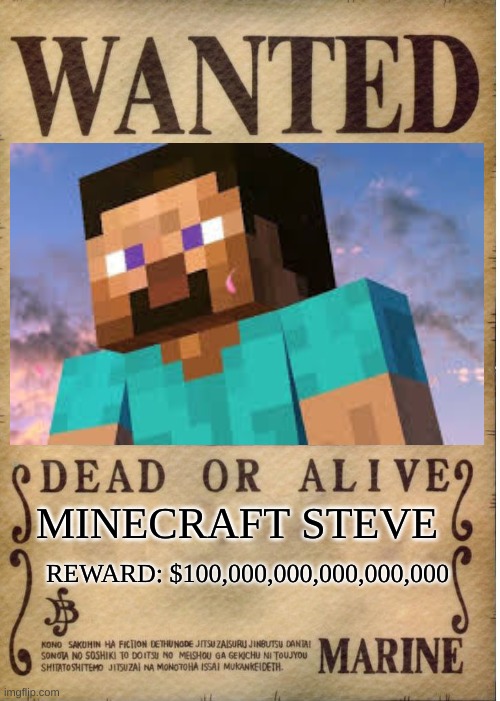 WANTED
DEAD OR ALIVE
MINECRAFT STEVE
REWARD: $100,000,000,000,000,000
KONO SAKUHIN HA FICTION DETHUNODE JITSUZAISURU JINBUTSU DANTAI
SONOTA NO SOSHIKI TO DOITSU NO MEISHOU GA GEKICHU NI TOUJYOU
SHITATOSHITEMO JITSUZAI NA MONOTOHA ISSAI MUKANKEIDETH.
MARINE
imgflip.com